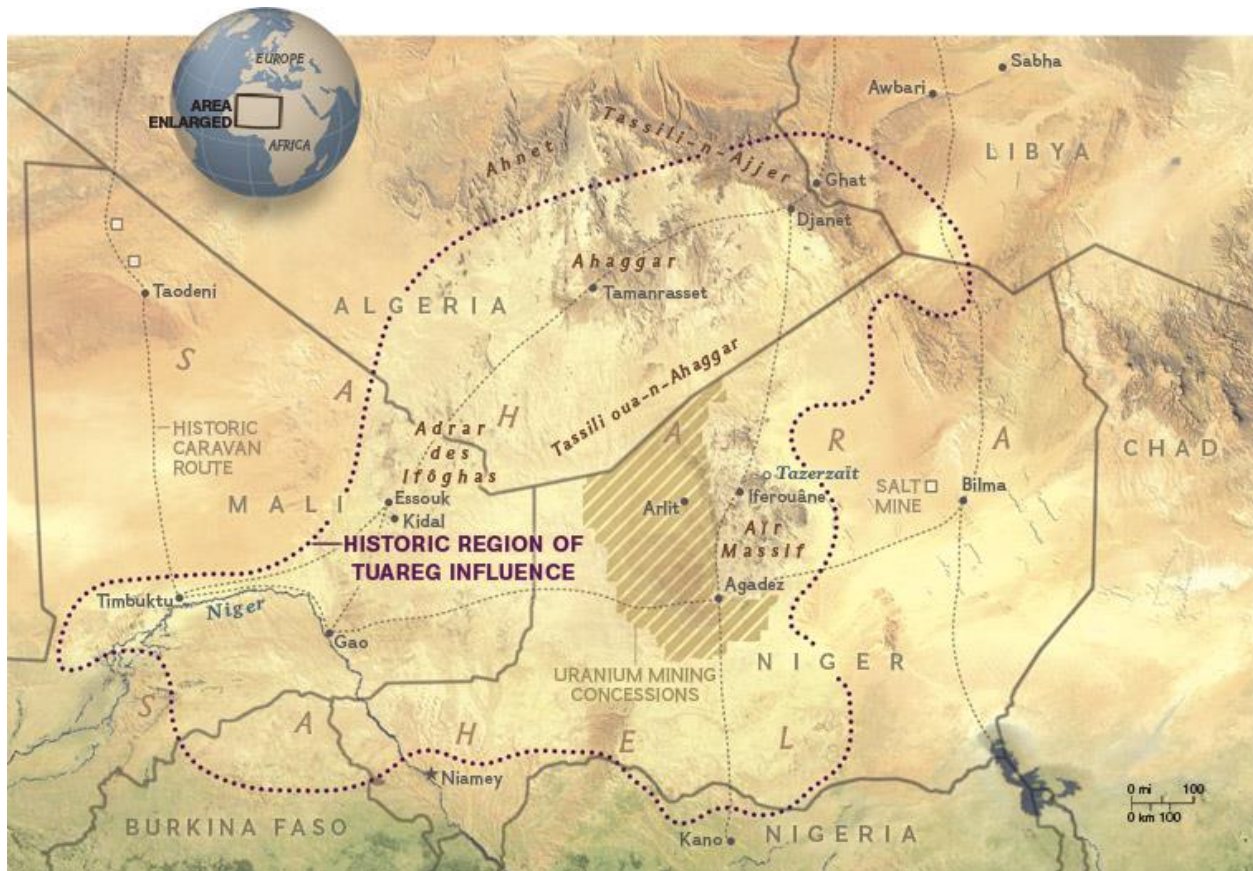 EUROPE
AREA
ENLARGED
AFRICA
Sabha
Awbari
LIBYA
Tassili-n-Ajjer
Ahnet
Ghat
Djanet
Ahaggar
Tamanrasset
Taodeni
ALGERIA
SAHARA
Tassili oua-n-Ahaggar
HISTORIC
CARAVAN
ROUTE
Adrar
des
Ifôghas
CHAD
MALI
Essouk
Kidal
Tazerzaït
Iferouâne
Arlit
SALT
MINE
Bilma
Aïr
Massif
HISTORIC REGION OF
TUAREG INFLUENCE
Agadez
Timbuktu
Niger
Gao
NIGER
URANIUM MINING
CONCESSIONS
SAHEL
Niamey
0 mi 100
0 km 100
BURKINA FASO
Kano
NIGERIA